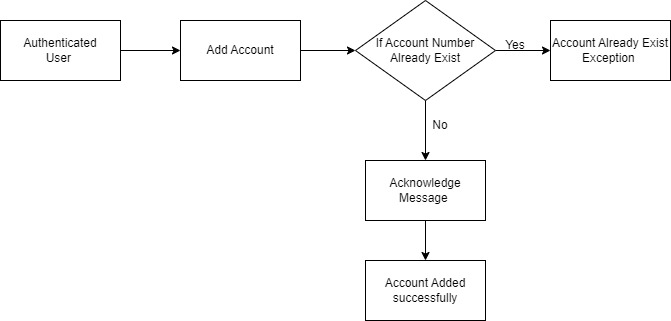 Authenticated
User
Add Account
If Account Number
Already Exist
Yes
Account Already Exist
Exception
No
Acknowledge
Message
Account Added
successfully